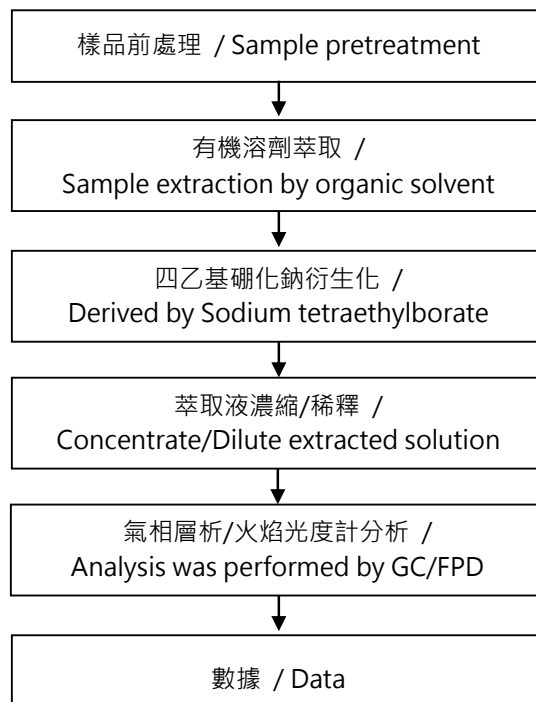 樣品前處理 / Sample pretreatment
有機溶劑萃取 /
Sample extraction by organic solvent
四乙基硼化鈉衍生化 /
Derived by Sodium tetraethylborate
萃取液濃縮/稀釋 /
Concentrate/Dilute extracted solution
氣相層析/火焰光度計分析 /
Analysis was performed by GC/FPD
數據 / Data